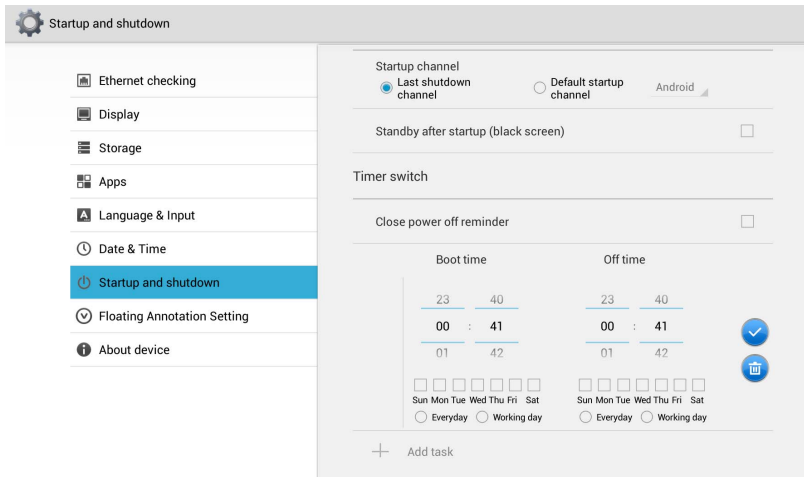 Startup and shutdown
Ethernet checking
Display
Storage
Apps
Language & Input
Date & Time
Startup and shutdown
Floating Annotation Setting
About device
Startup channel
Last shutdown channel
Default startup channel
Android
Standby after startup (black screen)
Timer switch
Close power off reminder
Boot time Off time
23 40 23 40
00 : 41 00 : 41
01 42 01 42
Sun Mon Tue Wed Thu Fri Sat Sun Mon Tue Wed Thu Fri Sat
Everyday Working day Everyday Working day
Add task